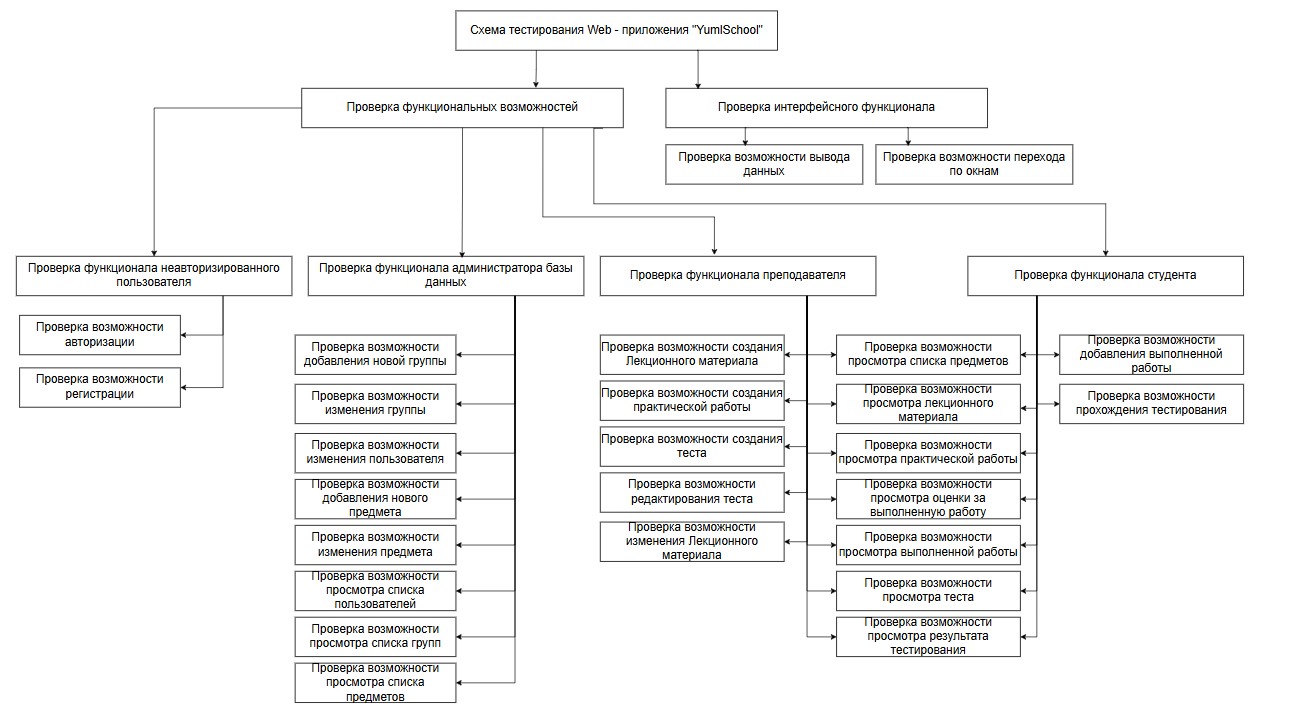 Схема тестирования Web - приложения "YumlSchool"
Проверка функциональных возможностей
Проверка интерфейсного функционала
Проверка возможности вывода
данных
Проверка возможности перехода
по окнам
Проверка функционала неавторизированного
пользователя
Проверка функционала администратора базы
данных
Проверка функционала преподавателя
Проверка функционала студента
Проверка возможности
авторизации
Проверка возможности
регистрации
Проверка возможности
добавления новой группы
Проверка возможности
изменения группы
Проверка возможности
изменения пользователя
Проверка возможности
добавления нового
предмета
Проверка возможности
изменения предмета
Проверка возможности
просмотра списка
пользователей
Проверка возможности
просмотра списка групп
Проверка возможности
просмотра списка
предметов
Проверка возможности создания
Лекционного материала
Проверка возможности создания
практической работы
Проверка возможности создания
теста
Проверка возможности
редактирования теста
Проверка возможности
изменения Лекционного
материала
Проверка возможности
просмотра списка предметов
Проверка возможности
просмотра лекционного
материала
Проверка возможности
просмотра практической работы
Проверка возможности
просмотра оценки за
выполненную работу
Проверка возможности
просмотра выполненной работы
Проверка возможности
просмотра теста
Проверка возможности
просмотра результата
тестирования
Проверка возможности
добавления выполненной
работы
Проверка возможности
прохождения тестирования